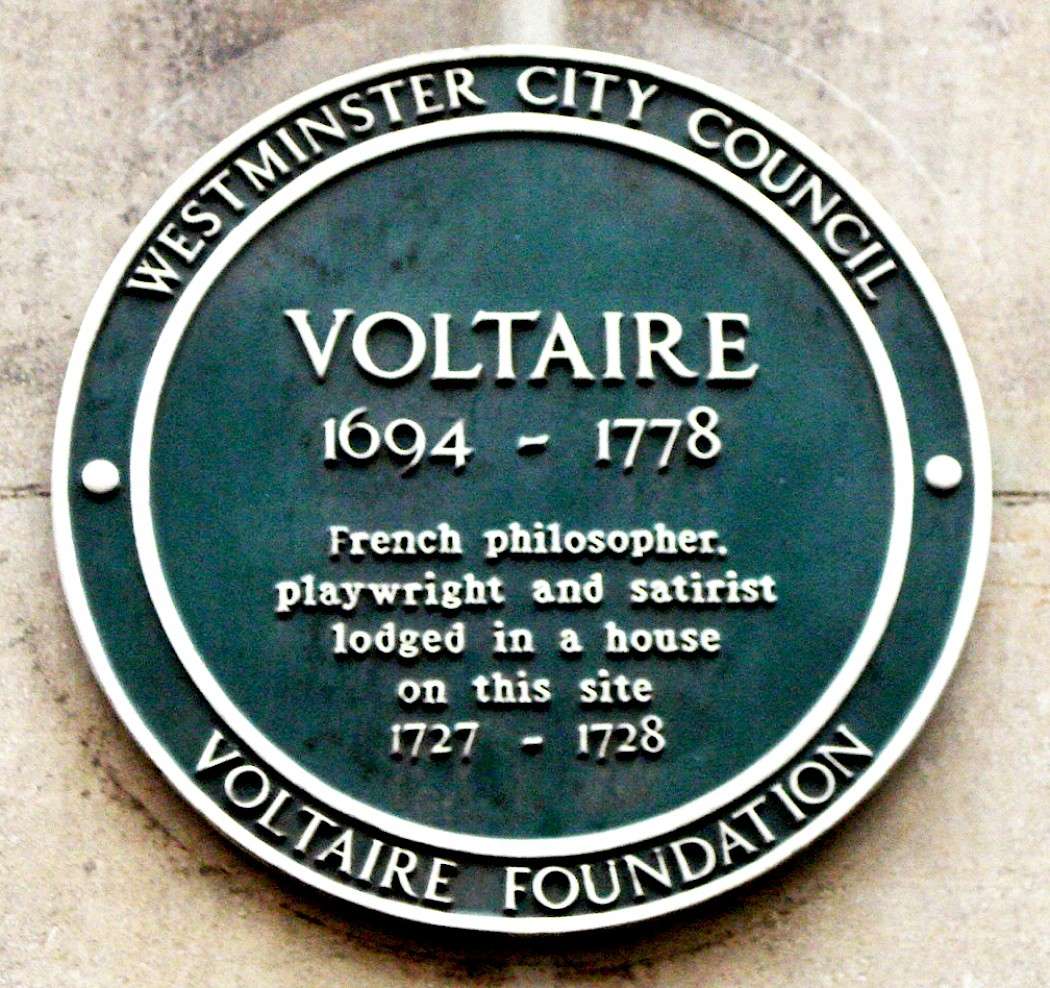 WESTMINSTER CITY COUNCIL
VOLTAIRE
1694 - 1778
French philosopher,
playwright and satirist
lodged in a house
on this site
1727 - 1728
VOLTAIRE FOUNDATION